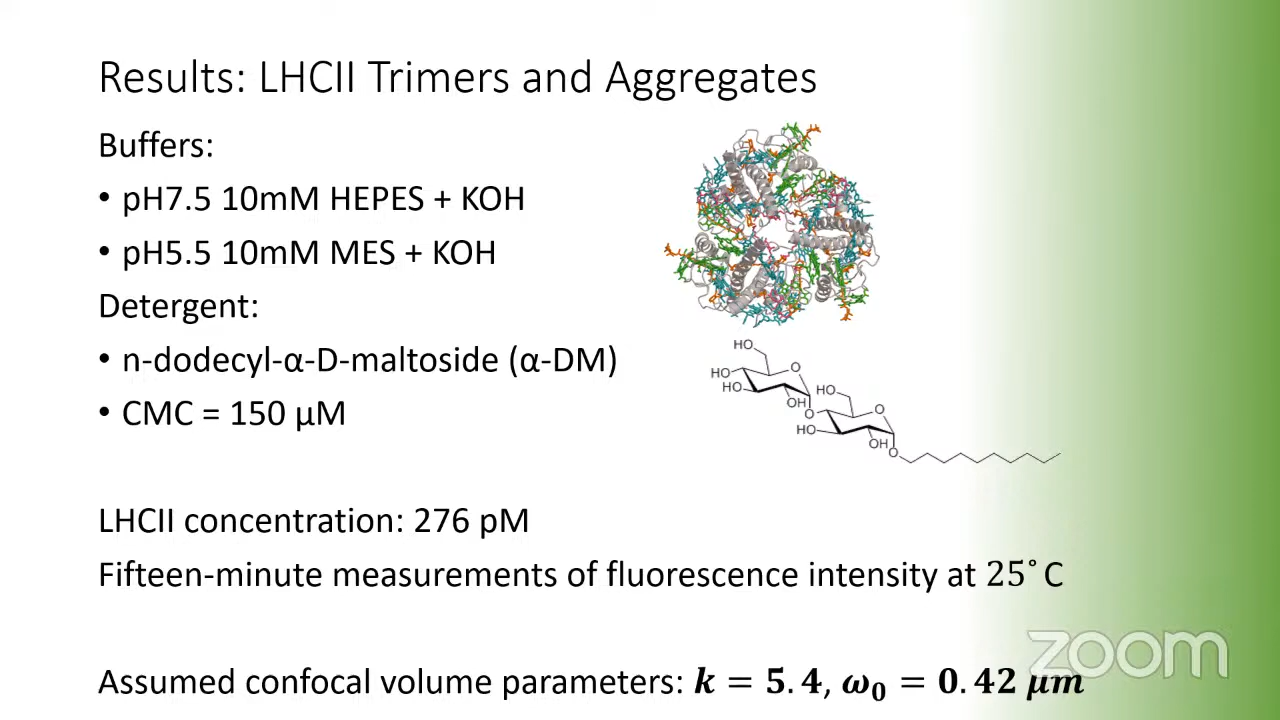 Results: LHCII Trimers and Aggregates
Buffers:
• pH7.5 10mM HEPES + KOH
• pH5.5 10mM MES + KOH
Detergent:
• n-dodecyl-α-D-maltoside (α-DM)
• CMC = 150 µM
HO
HO
HO
O
OH
O
HO
HO
O
OH
O
LHCII concentration: 276 pM
Fifteen-minute measurements of fluorescence intensity at 25°C
Assumed confocal volume parameters: k = 5.4, ω₀ = 0.42 μm
zoom